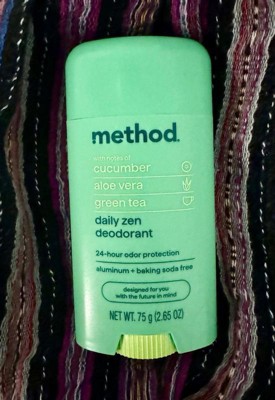 method.
with notes of
cucumber
aloe vera
green tea
daily zen
deodorant
24-hour odor protection
aluminum + baking soda free
designed for you
with the future in mind
NET WT. 75 g (2.65 OZ)